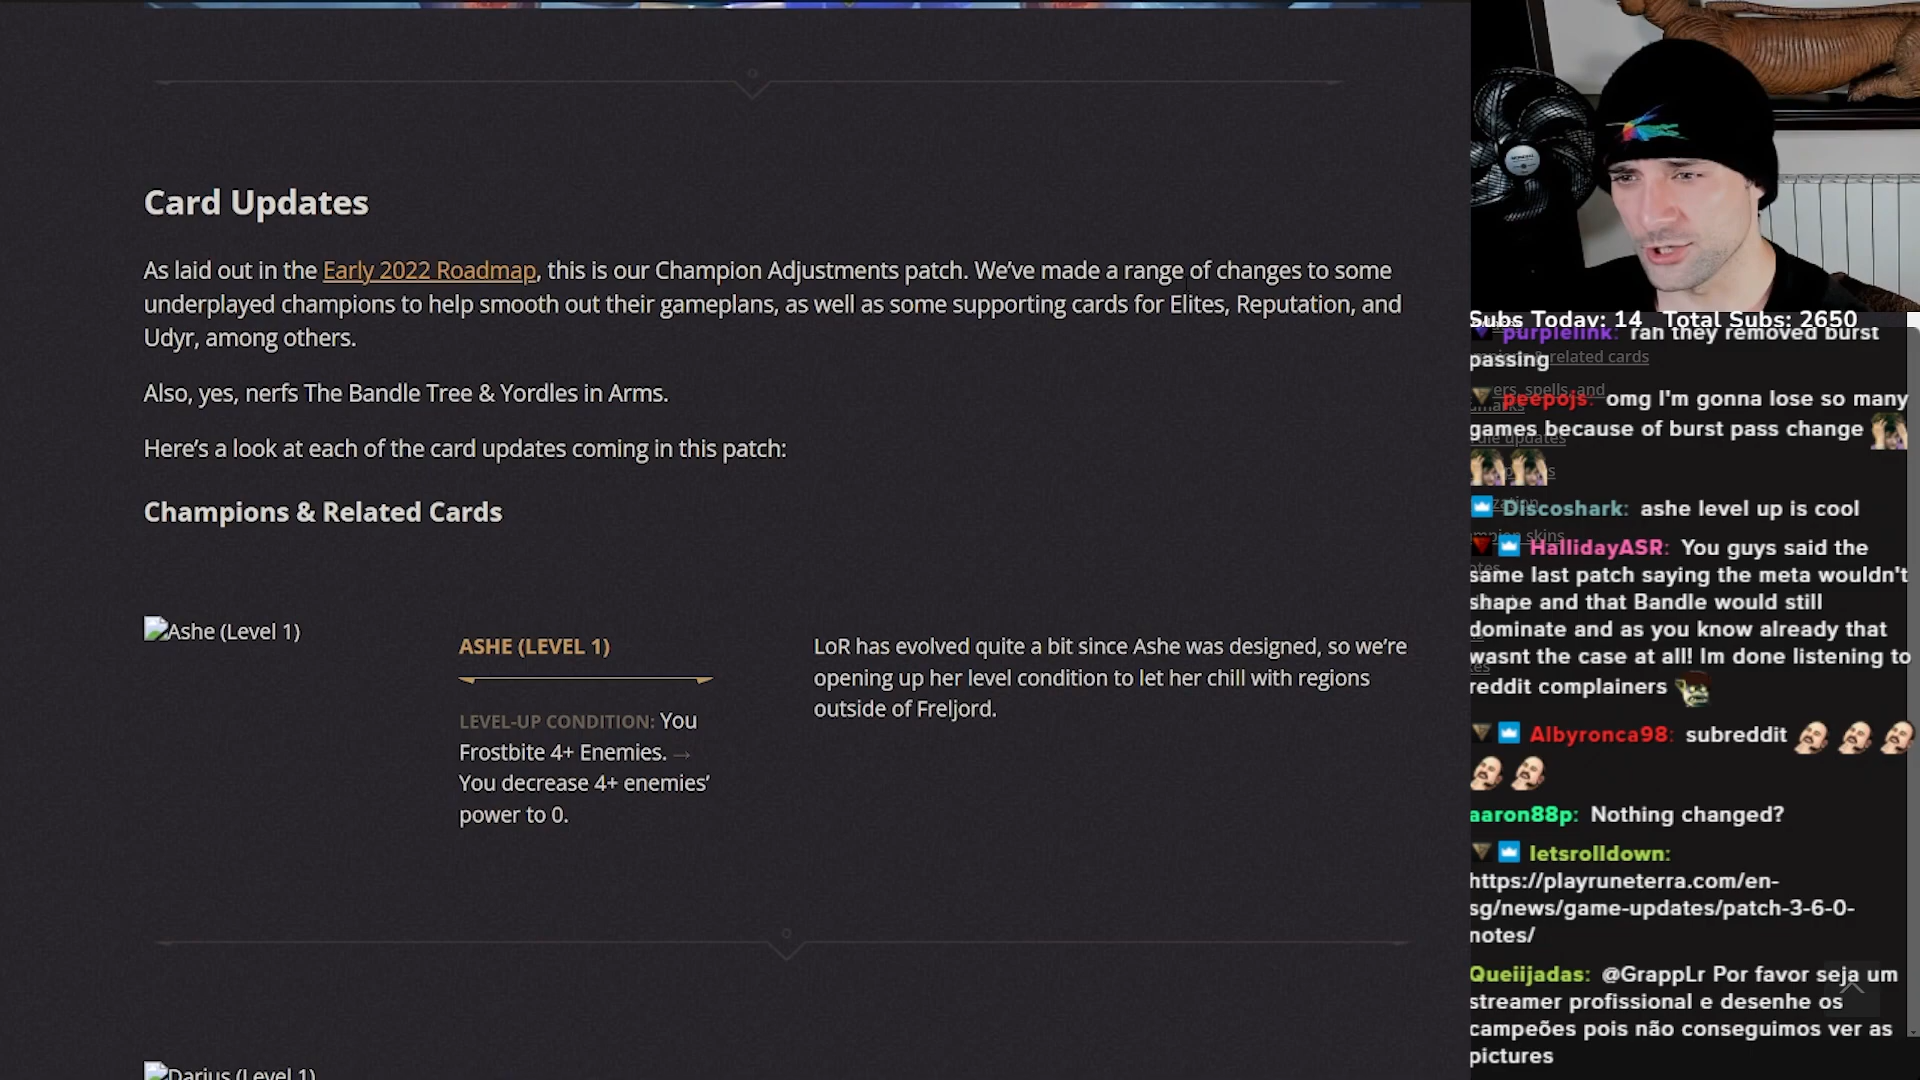 Card Updates
As laid out in the Early 2022 Roadmap, this is our Champion Adjustments patch. We've made a range of changes to some
underplayed champions to help smooth out their gameplans, as well as some supporting cards for Elites, Reputation, and
Udyr, among others.
Also, yes, nerfs The Bandle Tree & Yordles in Arms.
Here's a look at each of the card updates coming in this patch:
Champions & Related Cards
Ashe (Level 1)
ASHE (LEVEL 1)
LEVEL-UP CONDITION: You
Frostbite 4+ Enemies. →
You decrease 4+ enemies'
power to 0.
LoR has evolved quite a bit since Ashe was designed, so we're
opening up her level condition to let her chill with regions
outside of Freljord.
Darius (Level 1)
Subs Today: 14 Total Subs: 2650
purplelink: rah they removed burst
passing
& related cards
spells, and
peepojs: omg I'm gonna lose so many
games because of burst pass change
updates
Discoshark: ashe level up is cool
skins
HallidayASR: You guys said the
same last patch saying the meta wouldn't
shape and that Bandle would still
dominate and as you know already that
wasnt the case at all! Im done listening to
reddit complainers
Albyronca98: subreddit
aaron88p: Nothing changed?
letsrolldown:
https://playruneterra.com/en-
sg/news/game-updates/patch-3-6-0-
notes/
Queiijadas: @GrappLr Por favor seja um
streamer profissional e desenhe os
campeões pois não conseguimos ver as
pictures